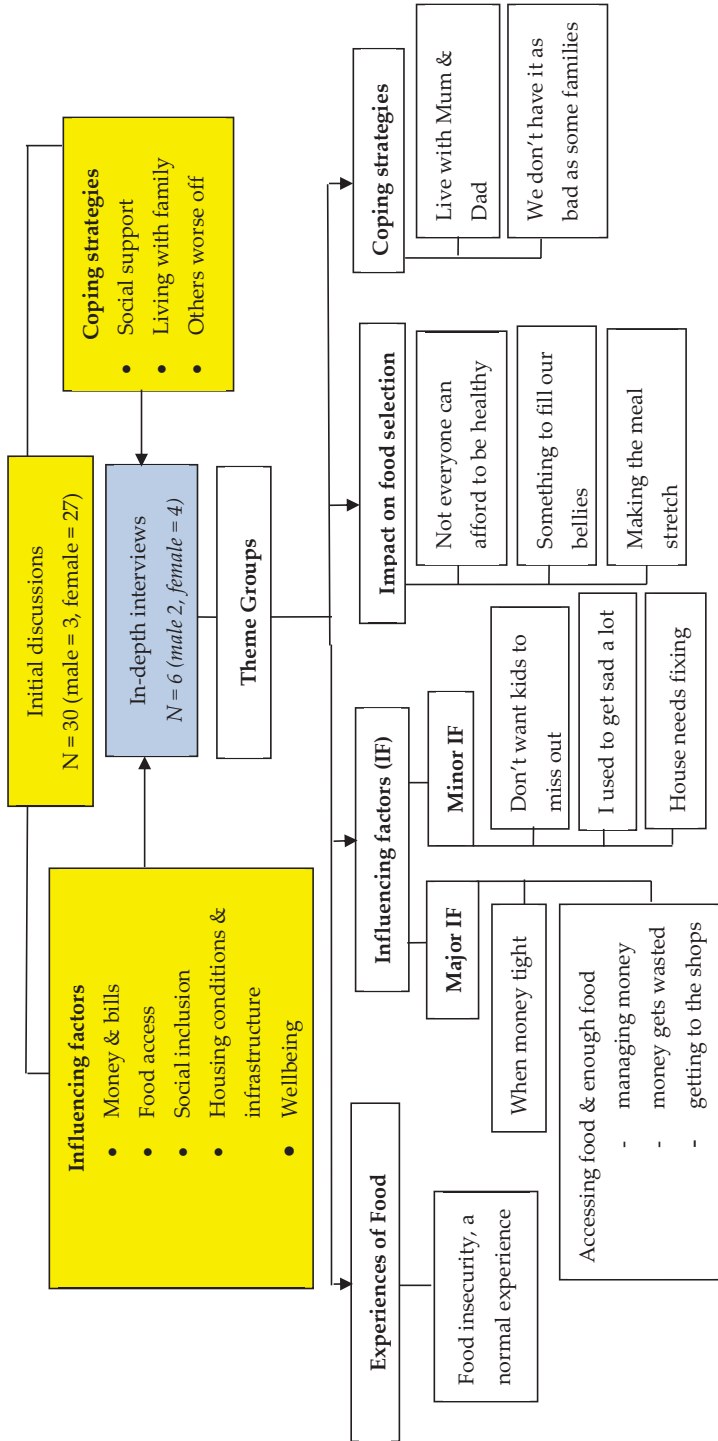 Initial discussions
N = 30 (male = 3, female = 27)
Influencing factors
● Money & bills
● Food access
● Social inclusion
● Housing conditions &
infrastructure
● Wellbeing
In-depth interviews
N = 6 (male 2, female = 4)
Coping strategies
● Social support
● Living with family
● Others worse off
Theme Groups
Experiences of Food
Food insecurity, a
normal experience
Influencing factors (IF)
Major IF
When money tight
Accessing food & enough food
- managing money
- money gets wasted
- getting to the shops
Minor IF
Don't want kids to
miss out
I used to get sad a lot
House needs fixing
Impact on food selection
Not everyone can
afford to be healthy
Something to fill our
bellies
Making the meal
stretch
Coping strategies
Live with Mum &
Dad
We don't have it as
bad as some families